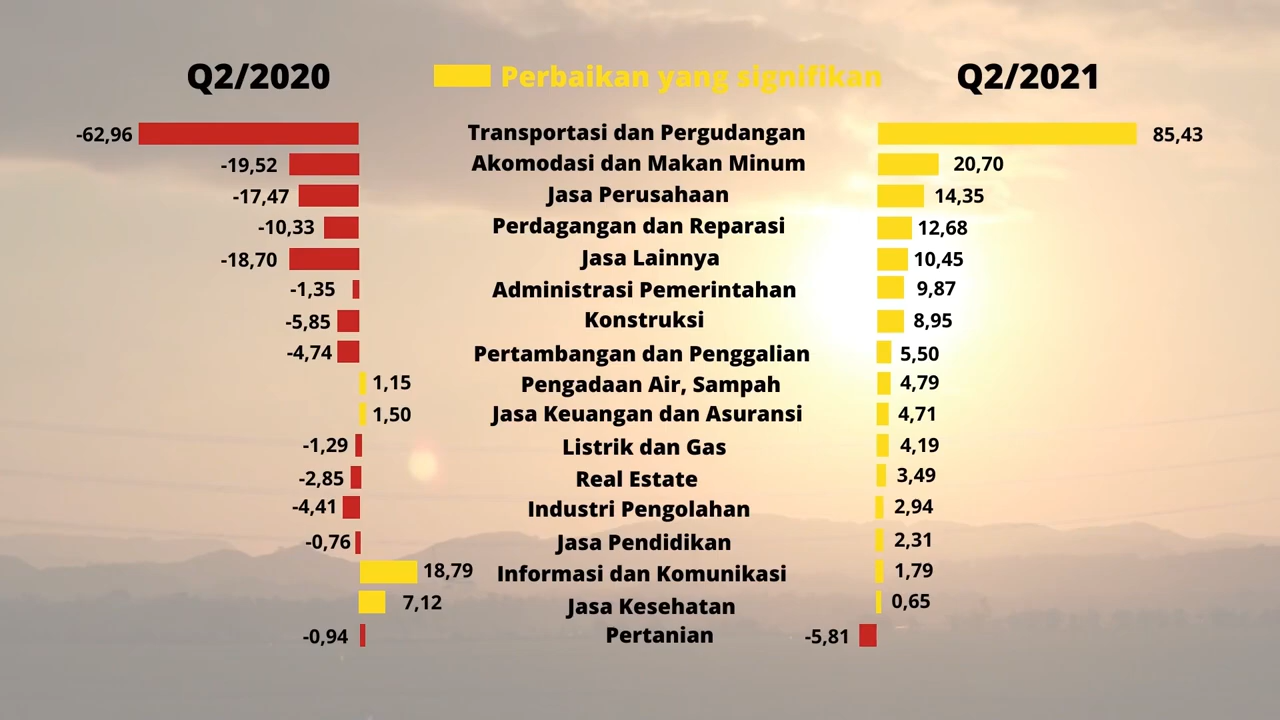 Q2/2020 Perbaikan yang signifikan Q2/2021
-62,96 Transportasi dan Pergudangan 85,43
-19,52 Akomodasi dan Makan Minum 20,70
-17,47 Jasa Perusahaan 14,35
-10,33 Perdagangan dan Reparasi 12,68
-18,70 Jasa Lainnya 10,45
-1,35 Administrasi Pemerintahan 9,87
-5,85 Konstruksi 8,95
-4,74 Pertambangan dan Penggalian 5,50
1,15 Pengadaan Air, Sampah 4,79
1,50 Jasa Keuangan dan Asuransi 4,71
-1,29 Listrik dan Gas 4,19
-2,85 Real Estate 3,49
-4,41 Industri Pengolahan 2,94
-0,76 Jasa Pendidikan 2,31
18,79 Informasi dan Komunikasi 1,79
7,12 Jasa Kesehatan 0,65
-0,94 Pertanian -5,81